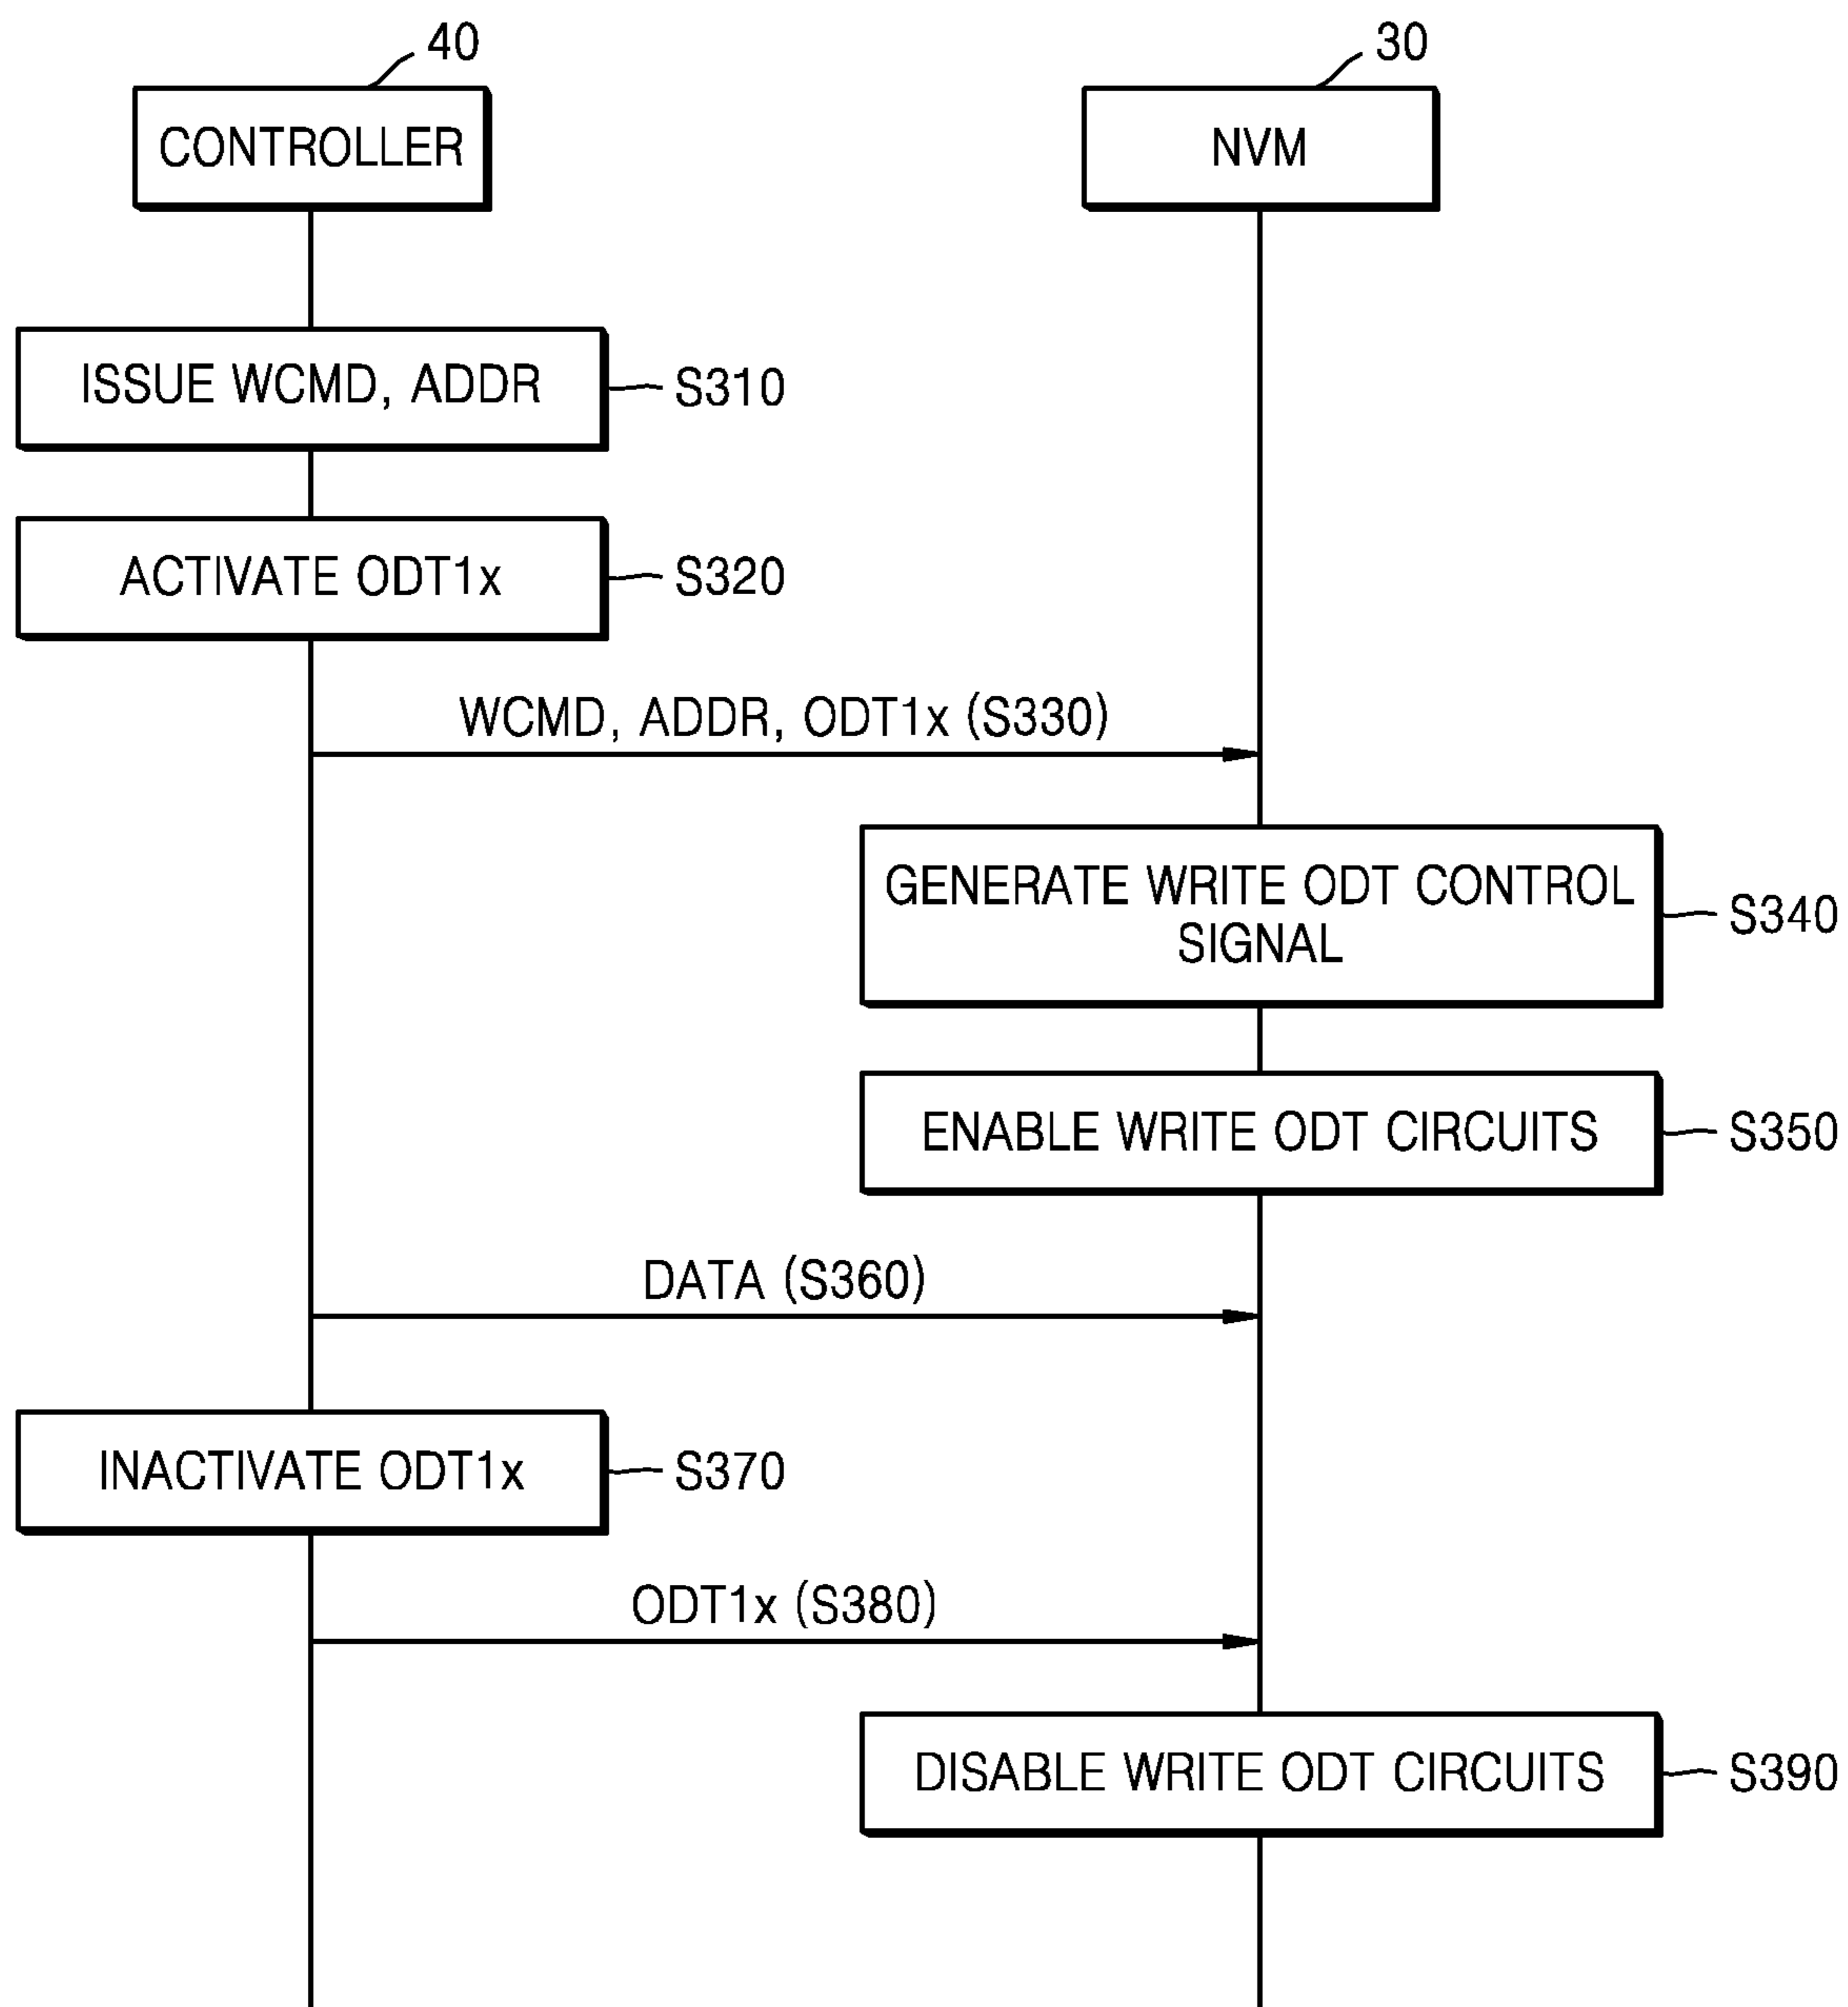 40
30
CONTROLLER
NVM
ISSUE WCMD, ADDR
S310
ACTIVATE ODT1x
S320
WCMD, ADDR, ODT1x (S330)
GENERATE WRITE ODT CONTROL
SIGNAL
S340
ENABLE WRITE ODT CIRCUITS
S350
DATA (S360)
INACTIVATE ODT1x
S370
ODT1x (S380)
DISABLE WRITE ODT CIRCUITS
S390